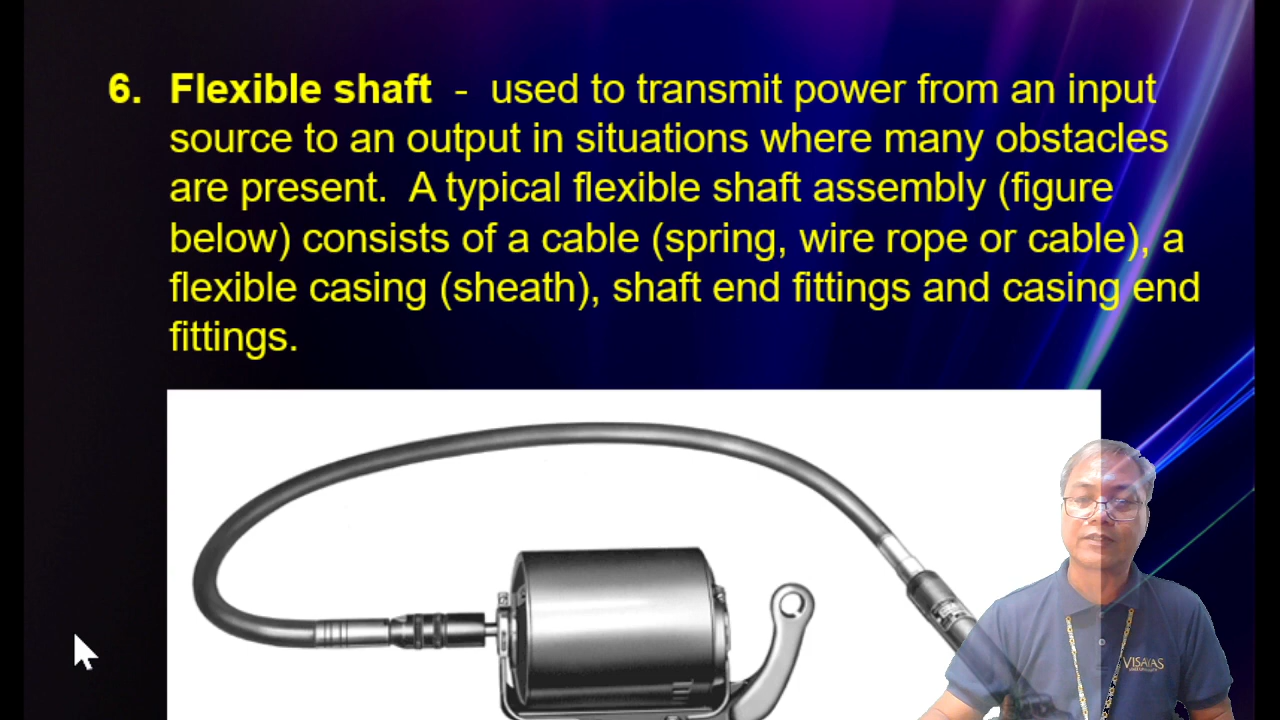 6. Flexible shaft - used to transmit power from an input
source to an output in situations where many obstacles
are present. A typical flexible shaft assembly (figure
below) consists of a cable (spring, wire rope or cable), a
flexible casing (sheath), shaft end fittings and casing end
fittings.
VISAYAS